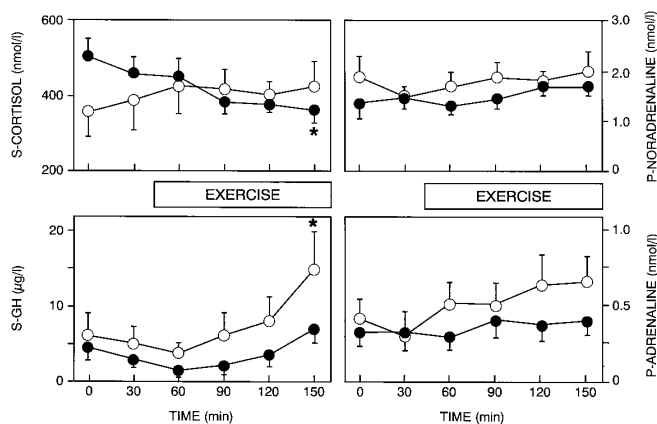 600
400
200
S-CORTISOL (nmol/l)
*
3.0
2.0
1.0
0
P-NORADRENALINE (nmol/l)
EXERCISE
EXERCISE
20
10
0
S-GH (µg/l)
*
1.0
0.5
0
P-ADRENALINE (nmol/l)
0 30 60 90 120 150
TIME (min)
0 30 60 90 120 150
TIME (min)